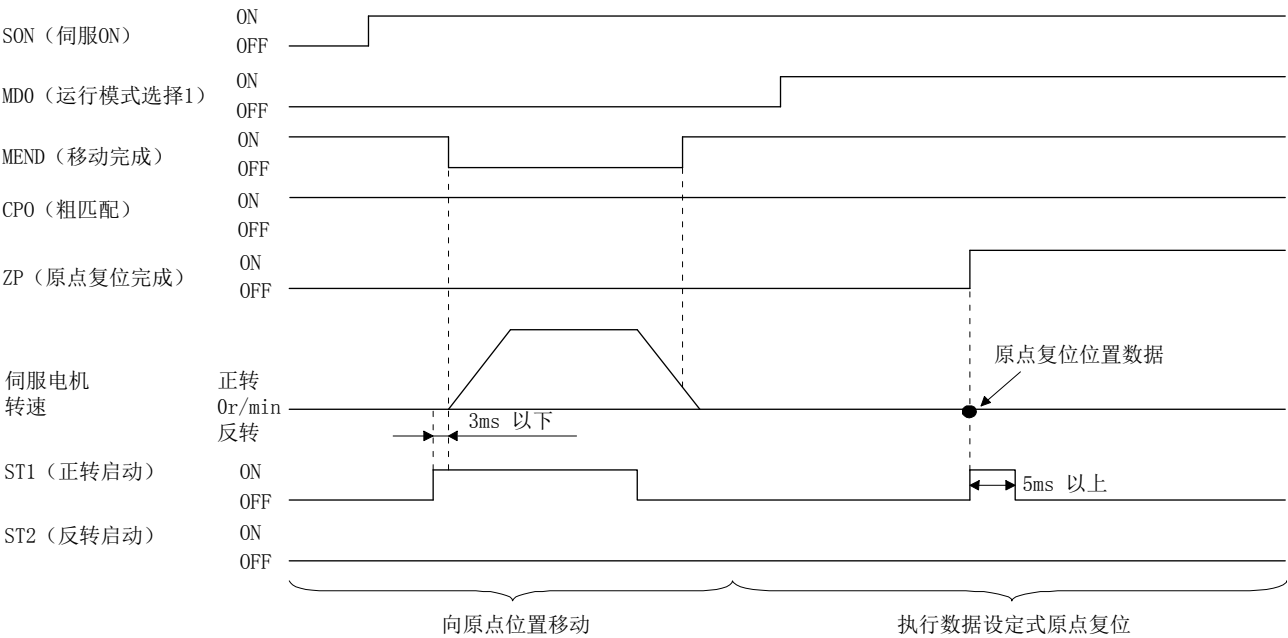 ON
SON（伺服ON）
OFF
ON
MDO（运行模式选择1）
OFF
ON
MEND（移动完成）
OFF
ON
CPO（粗匹配）
OFF
ON
ZP（原点复位完成）
OFF
原点复位位置数据
伺服电机
转速
正转
0r/min
反转
3ms 以下
ON
ST1（正转启动）
OFF
5ms 以上
ON
ST2（反转启动）
OFF
向原点位置移动
执行数据设定式原点复位